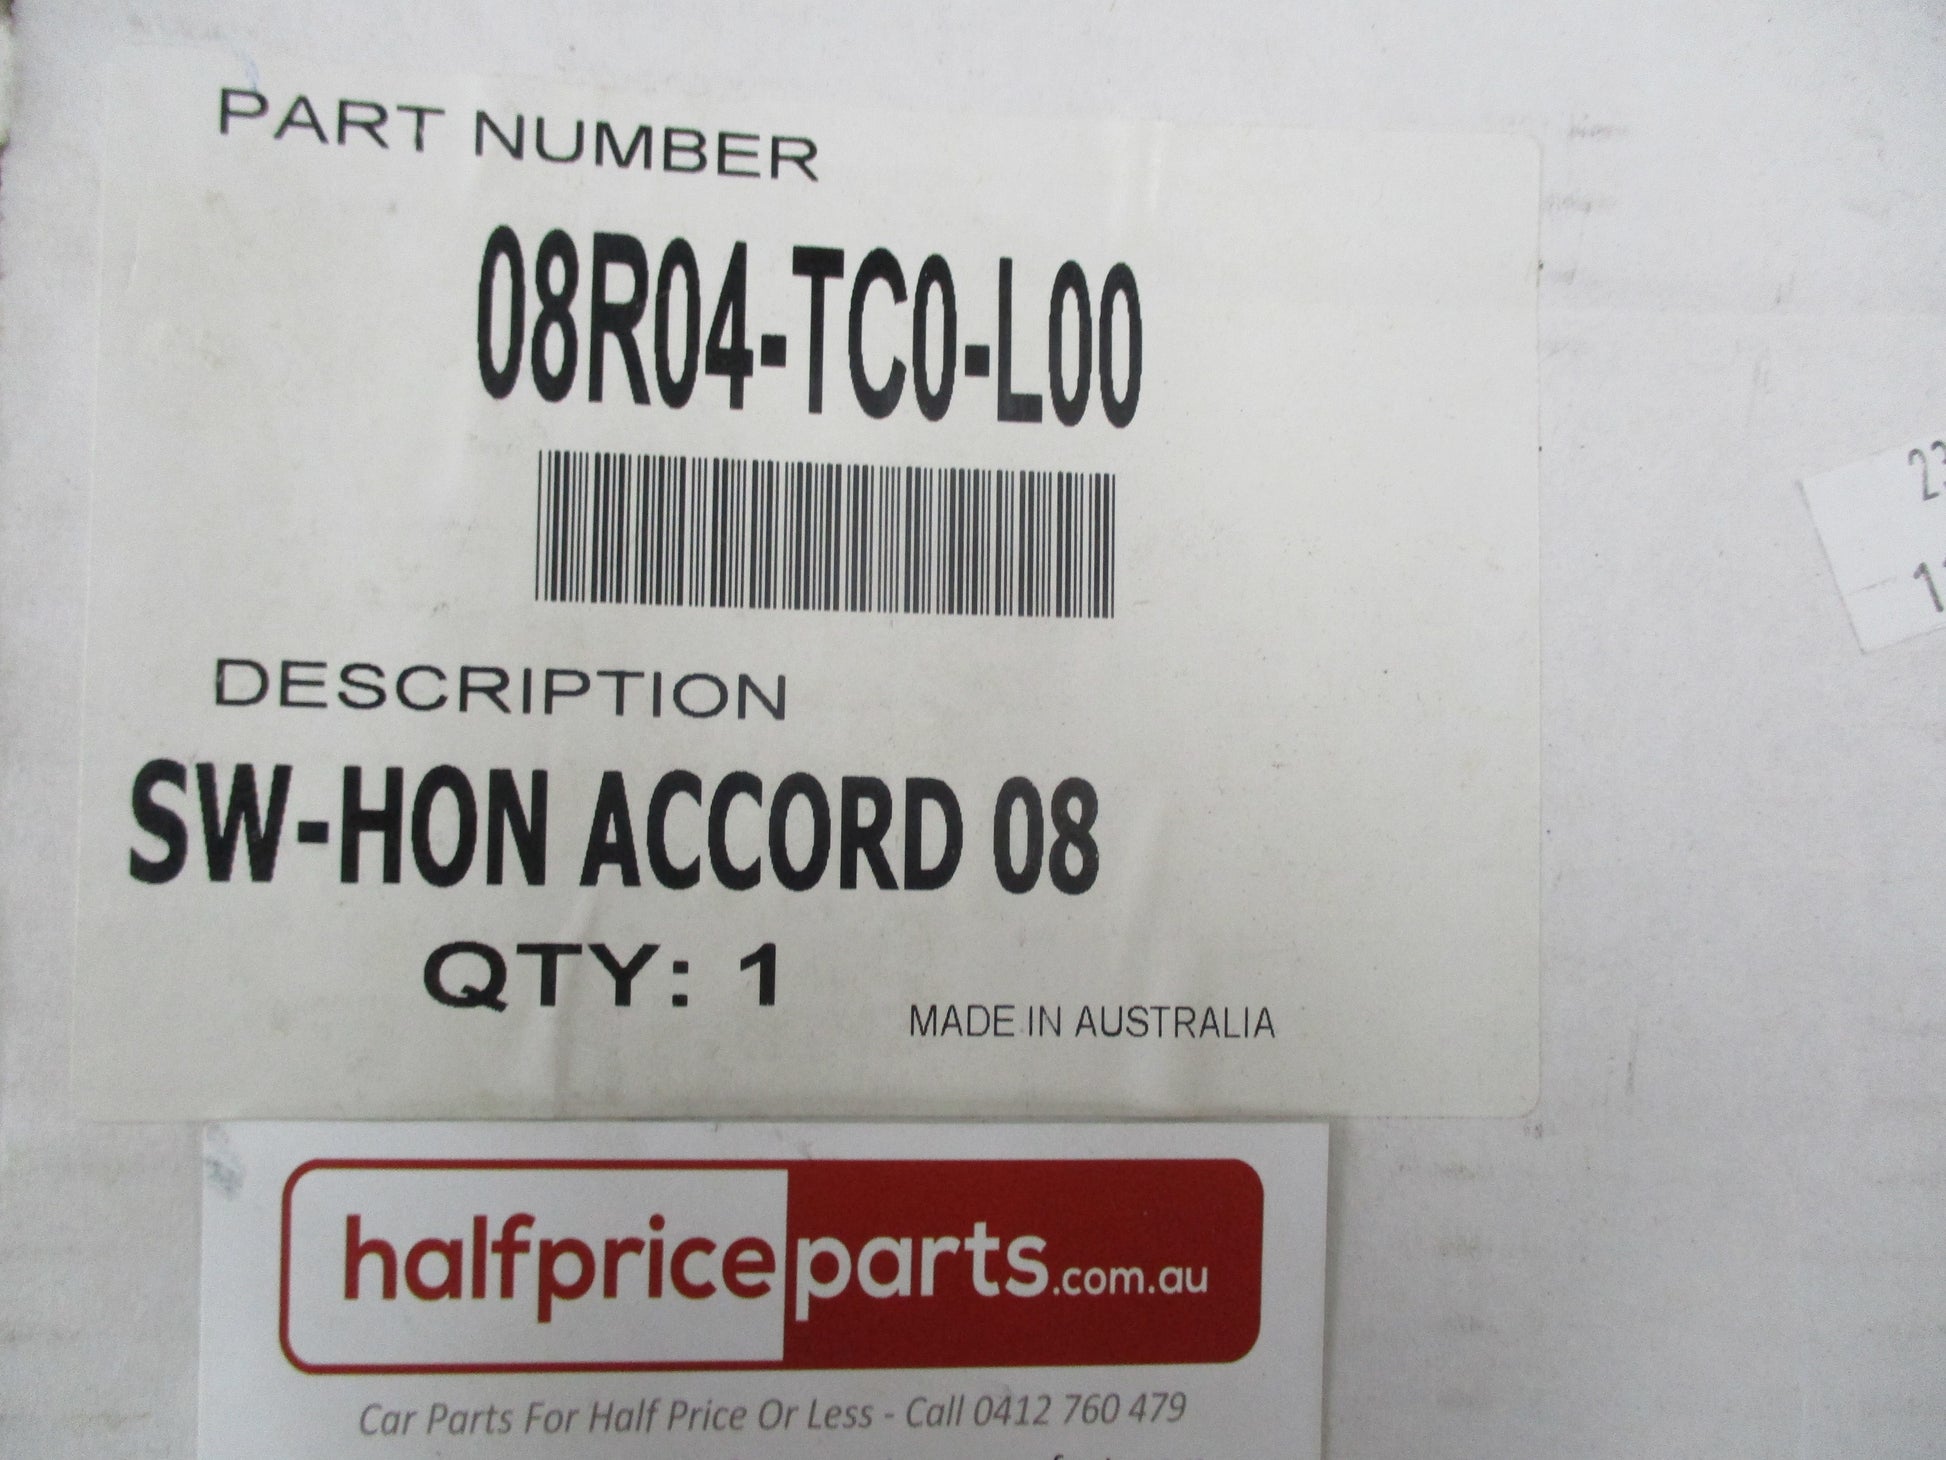 PART NUMBER
08R04-TC0-L00
DESCRIPTION
SW-HON ACCORD 08
QTY: 1
MADE IN AUSTRALIA
halfpriceparts.com.au
Car Parts For Half Price Or Less - Call 0412 760 479